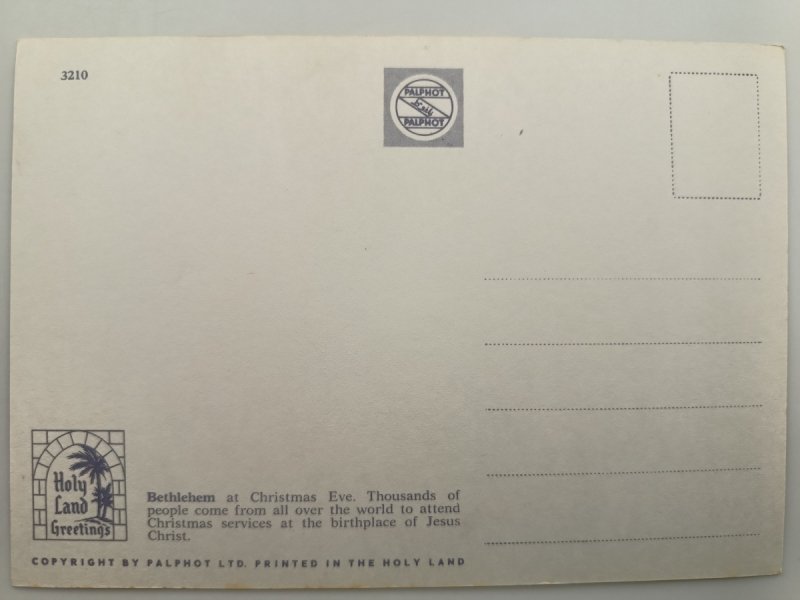 3210
PALPHOT
PALPHOT
Holy
Land
Greetings
Bethlehem at Christmas Eve. Thousands of
people come from all over the world to attend
Christmas services at the birthplace of Jesus
Christ.
COPYRIGHT BY PALPHOT LTD. PRINTED IN THE HOLY LAND